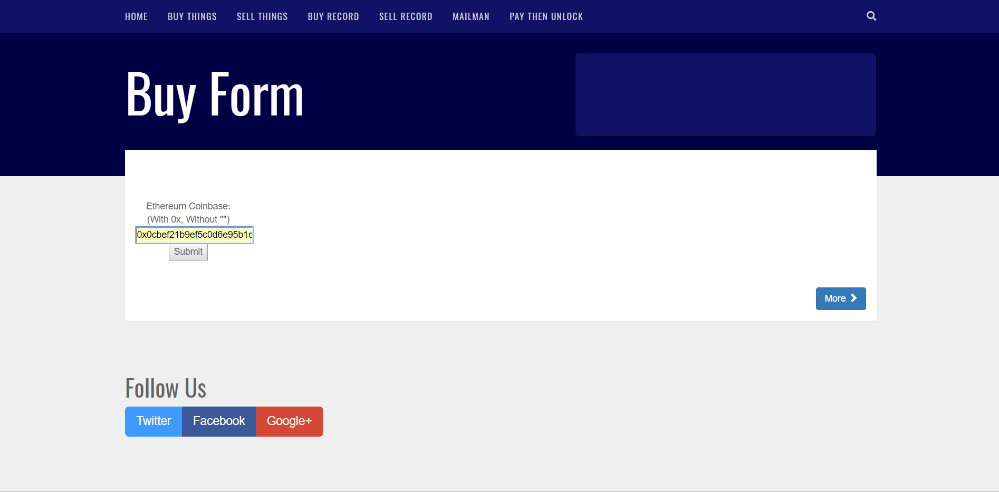 HOME BUY THINGS SELL THINGS BUY RECORD SELL RECORD MAILMAN PAY THEN UNLOCK
Buy Form
Ethereum Coinbase:
(With 0x, Without "")
0x0cbef21b9ef5c0d6e95b1c
Submit
More
Follow Us
Twitter Facebook Google+